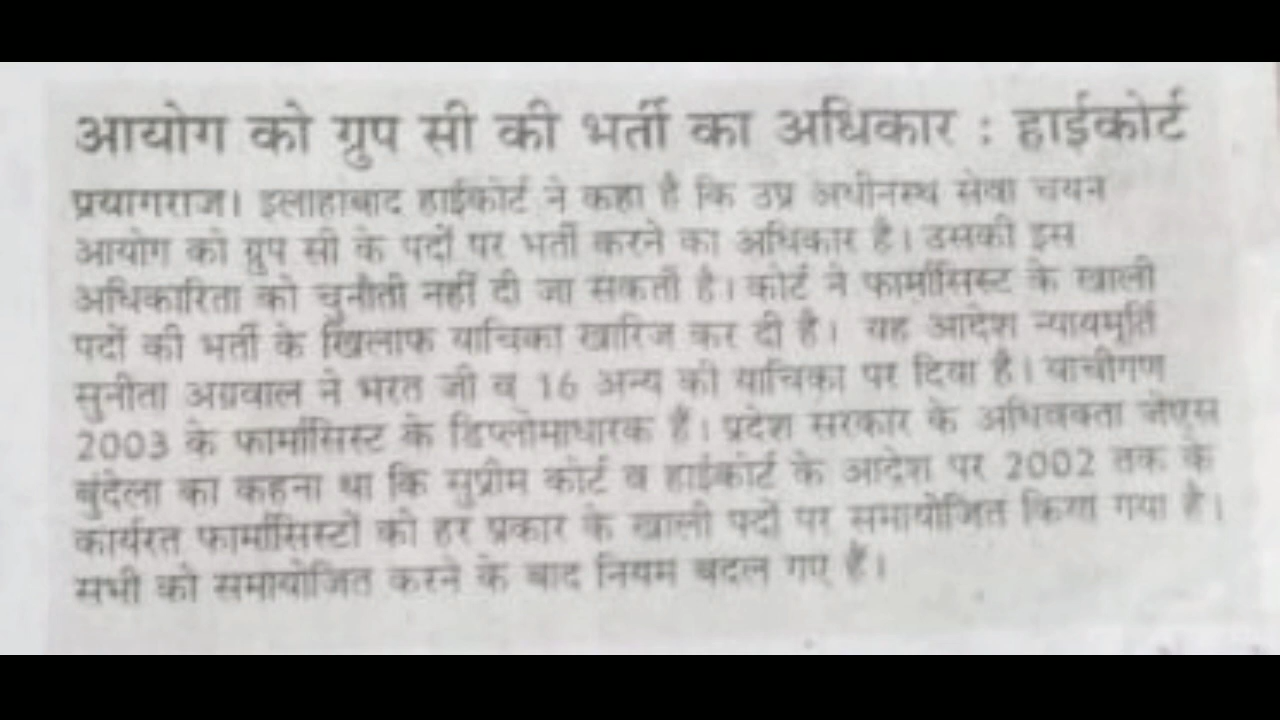 आयोग को ग्रुप सी की भर्ती का अधिकार : हाईकोर्ट
प्रयागराज। इलाहाबाद हाईकोर्ट ने कहा है कि उप्र अधीनस्थ सेवा चयन
आयोग को ग्रुप सी के पदों पर भर्ती करने का अधिकार है। उसकी इस
अधिकारिता को चुनौती नहीं दी जा सकती है। कोर्ट ने फार्मासिस्ट के खाली
पदों की भर्ती के खिलाफ याचिका खारिज कर दी है। यह आदेश न्यायमूर्ति
सुनीता अग्रवाल ने भरत जी व 16 अन्य की याचिका पर दिया है। याचीगण
2003 के फार्मासिस्ट के डिप्लोमाधारक हैं। प्रदेश सरकार के अधिवक्ता जेएस
बुंदेला का कहना था कि सुप्रीम कोर्ट व हाईकोर्ट के आदेश पर 2002 तक के
कार्यरत फार्मासिस्टों को हर प्रकार के खाली पदों पर समायोजित किया गया है।
सभी को समायोजित करने के बाद नियम बदल गए हैं।